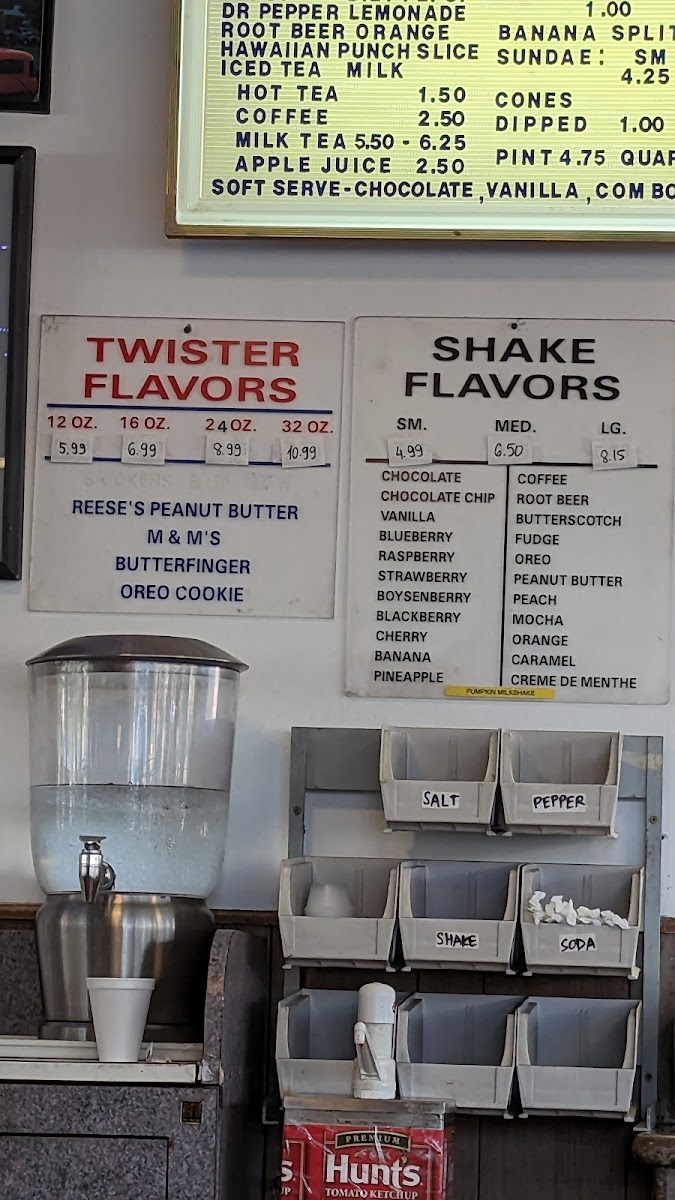 DR PEPPER LEMONADE 1.00
ROOT BEER ORANGE BANANA SPLIT
HAWAIIAN PUNCH SLICE SUNDAE: SM
ICED TEA MILK 4.25
HOT TEA 1.50 CONES
COFFEE 2.50 DIPPED 1.00
MILK TEA 5.50 - 6.25
APPLE JUICE 2.50 PINT 4.75
SOFT SERVE-CHOCOLATE, VANILLA, COMBO
TWISTER
FLAVORS
12 OZ. 16 OZ. 24 OZ. 32 OZ.
5.99 6.99 8.99 10.99
REESE'S PEANUT BUTTER
M & M'S
BUTTERFINGER
OREO COOKIE
SHAKE
FLAVORS
SM. MED. LG.
4.99 6.50 8.15
CHOCOLATE
CHOCOLATE CHIP
VANILLA
BLUEBERRY
RASPBERRY
STRAWBERRY
BOYSENBERRY
BLACKBERRY
CHERRY
BANANA
PINEAPPLE
COFFEE
ROOT BEER
BUTTERSCOTCH
FUDGE
OREO
PEANUT BUTTER
PEACH
MOCHA
ORANGE
CARAMEL
CREME DE MENTHE
PUMPKIN MILKSHAKE
SALT
PEPPER
SHAKE
SODA
PREMIUM
Hunt's
TOMATO KETCHUP